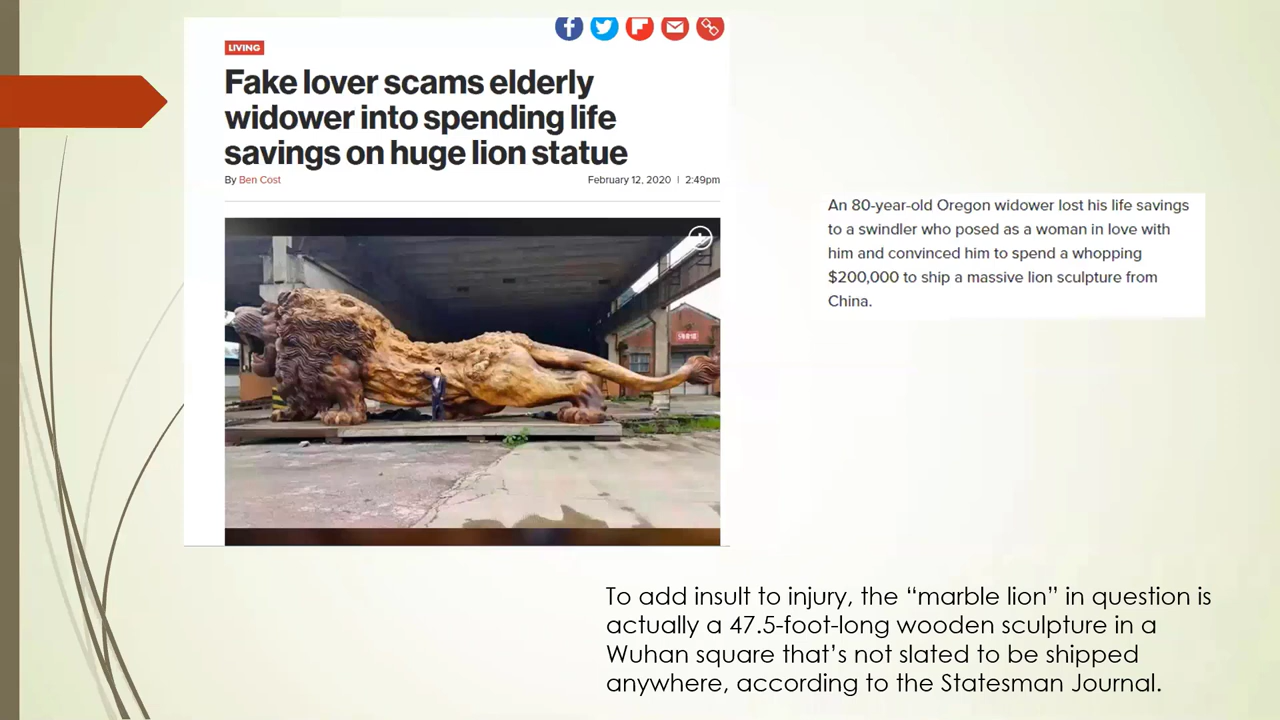 LIVING
Fake lover scams elderly
widower into spending life
savings on huge lion statue
By Ben Cost
February 12, 2020 | 2:49pm
An 80-year-old Oregon widower lost his life savings
to a swindler who posed as a woman in love with
him and convinced him to spend a whopping
$200,000 to ship a massive lion sculpture from
China.
To add insult to injury, the “marble lion” in question is
actually a 47.5-foot-long wooden sculpture in a
Wuhan square that’s not slated to be shipped
anywhere, according to the Statesman Journal.